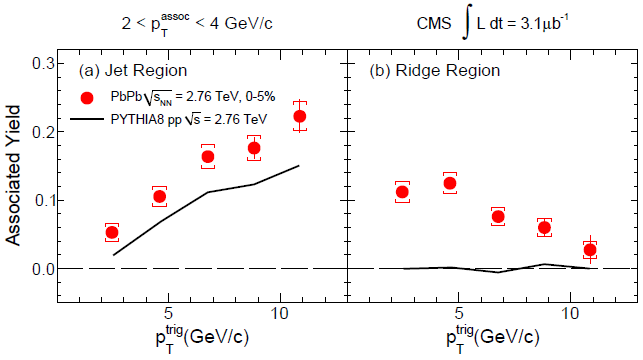 2 < p_T^assoc < 4 GeV/c
CMS ∫ L dt = 3.1μb⁻¹
(a) Jet Region
PbPb √s_NN = 2.76 TeV, 0-5%
PYTHIA8 pp √s = 2.76 TeV
(b) Ridge Region
Associated Yield
0.3
0.2
0.1
0.0
5
10
5
10
p_T^trig(GeV/c)
p_T^trig(GeV/c)